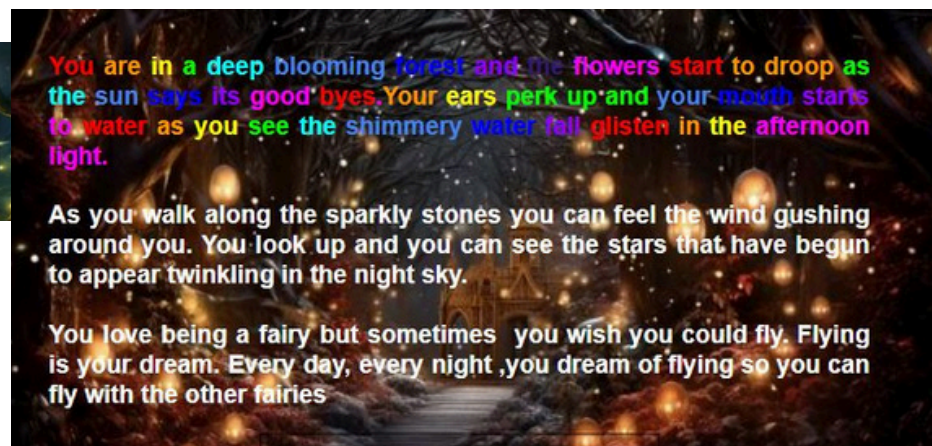 You are in a deep blooming forest and the flowers start to droop as
the sun says its good byes.Your ears perk up and your mouth starts
to water as you see the shimmery water fall glisten in the afternoon
light.
As you walk along the sparkly stones you can feel the wind gushing
around you. You look up and you can see the stars that have begun
to appear twinkling in the night sky.
You love being a fairy but sometimes  you wish you could fly. Flying
is your dream. Every day, every night ,you dream of flying so you can
fly with the other fairies